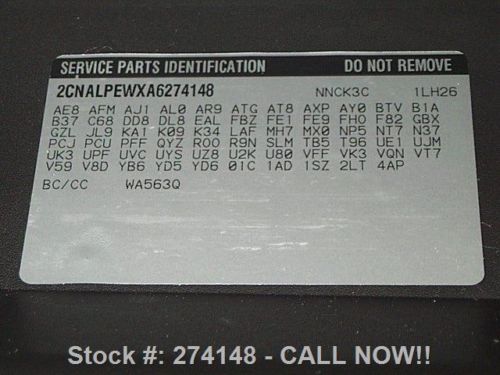 SERVICE PARTS IDENTIFICATION DO NOT REMOVE
2CNALPEWXA6274148 NNCK3C 1LH26
AE8 AFM AJ1 AL0 AR9 ATG AT8 AXP AY0 BTV B1A
B37 C68 DD8 DL8 EAL FBZ FE1 FE9 FH0 F82 GBX
GZL JL9 KA1 K09 K34 LAF MH7 MX0 NP5 NT7 N37
PCJ PCU PFF QYZ R00 R9N SLM TB5 T96 UE1 UJM
UK3 UPF UVC UYS UZ8 U2K U80 VFF VK3 VQN VT7
V59 V8D YB6 YD5 YD6 01C 1AD 1SZ 2LT 4AP
BC/CC WA563Q
Stock #: 274148 - CALL NOW!!